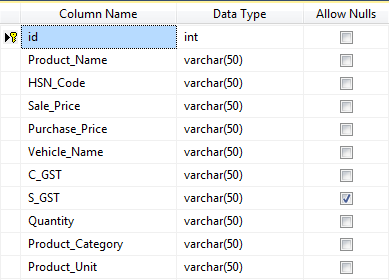 Column Name Data Type Allow Nulls
id int
Product_Name varchar(50)
HSN_Code varchar(50)
Sale_Price varchar(50)
Purchase_Price varchar(50)
Vehicle_Name varchar(50)
C_GST varchar(50)
S_GST varchar(50)
Quantity varchar(50)
Product_Category varchar(50)
Product_Unit varchar(50)